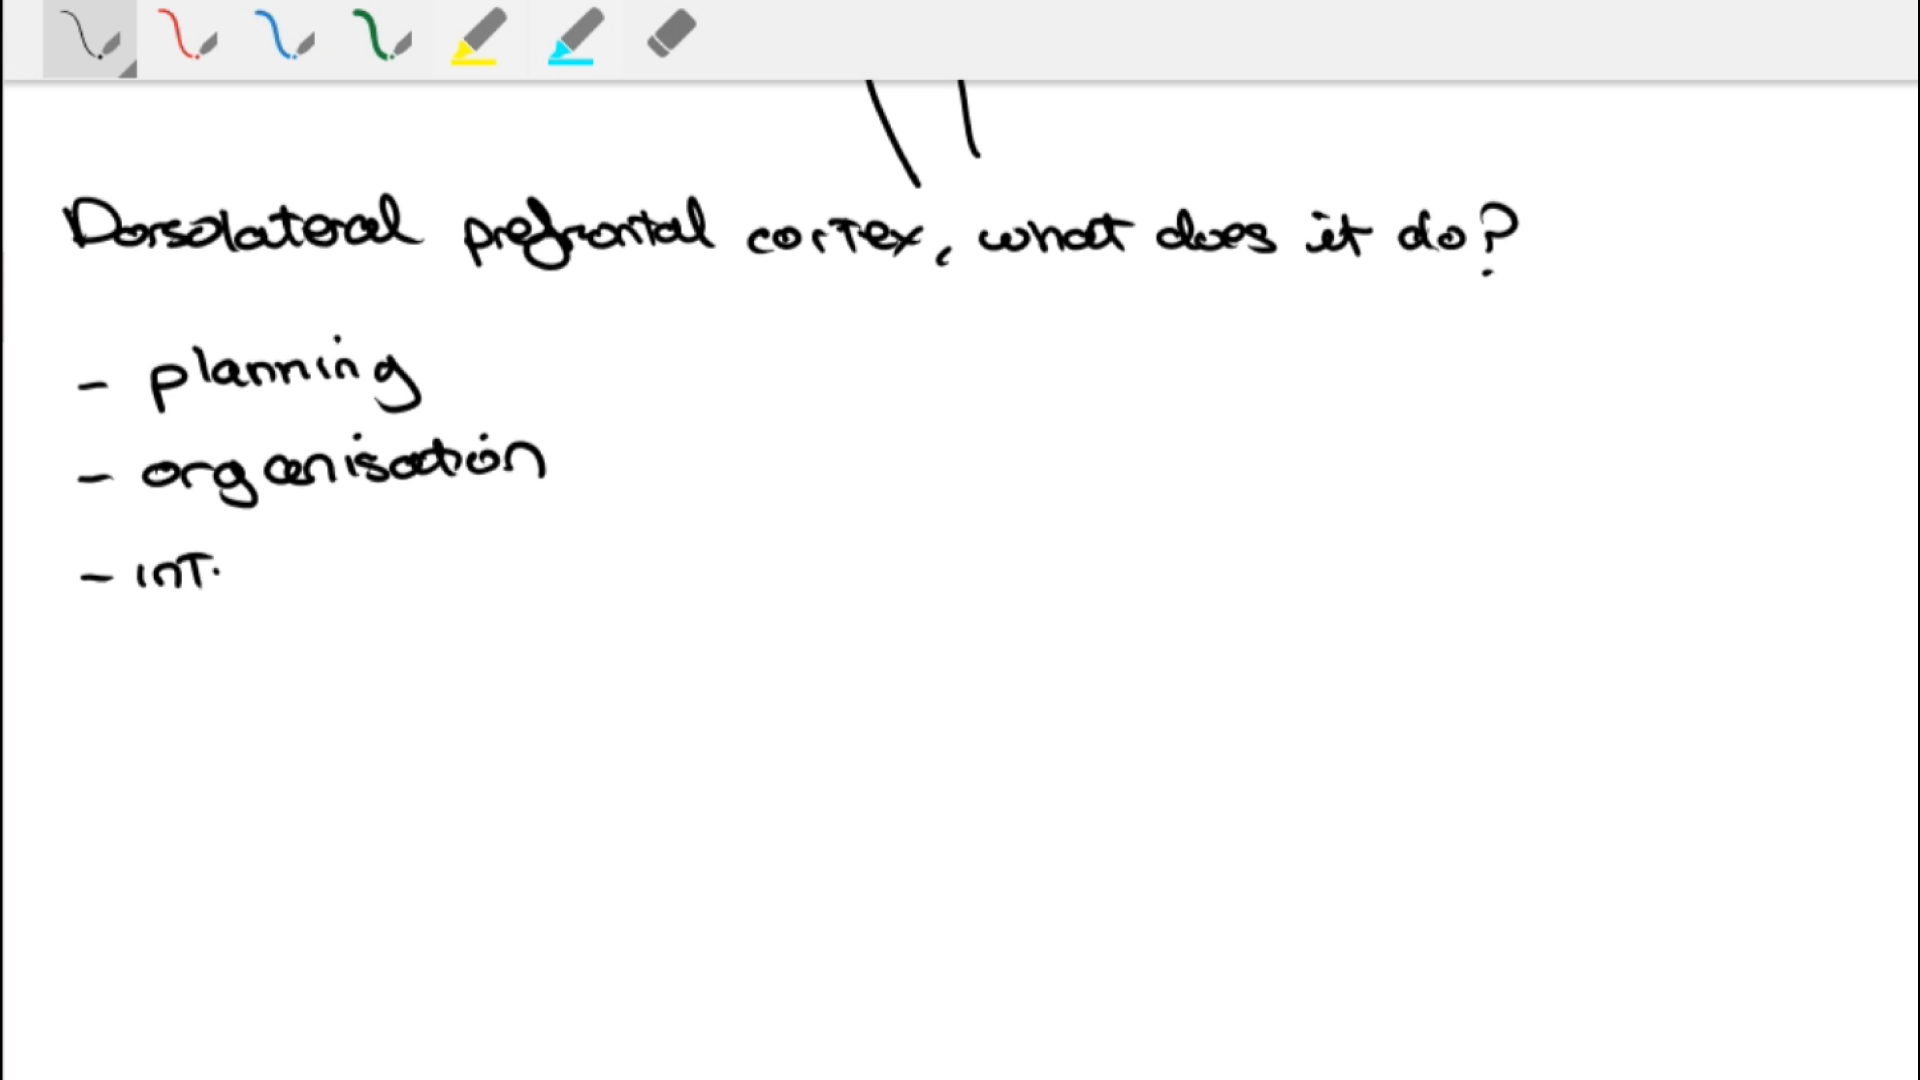 Dorsolateral prefrontal cortex, what does it do?
- planning
- organisation
- int.